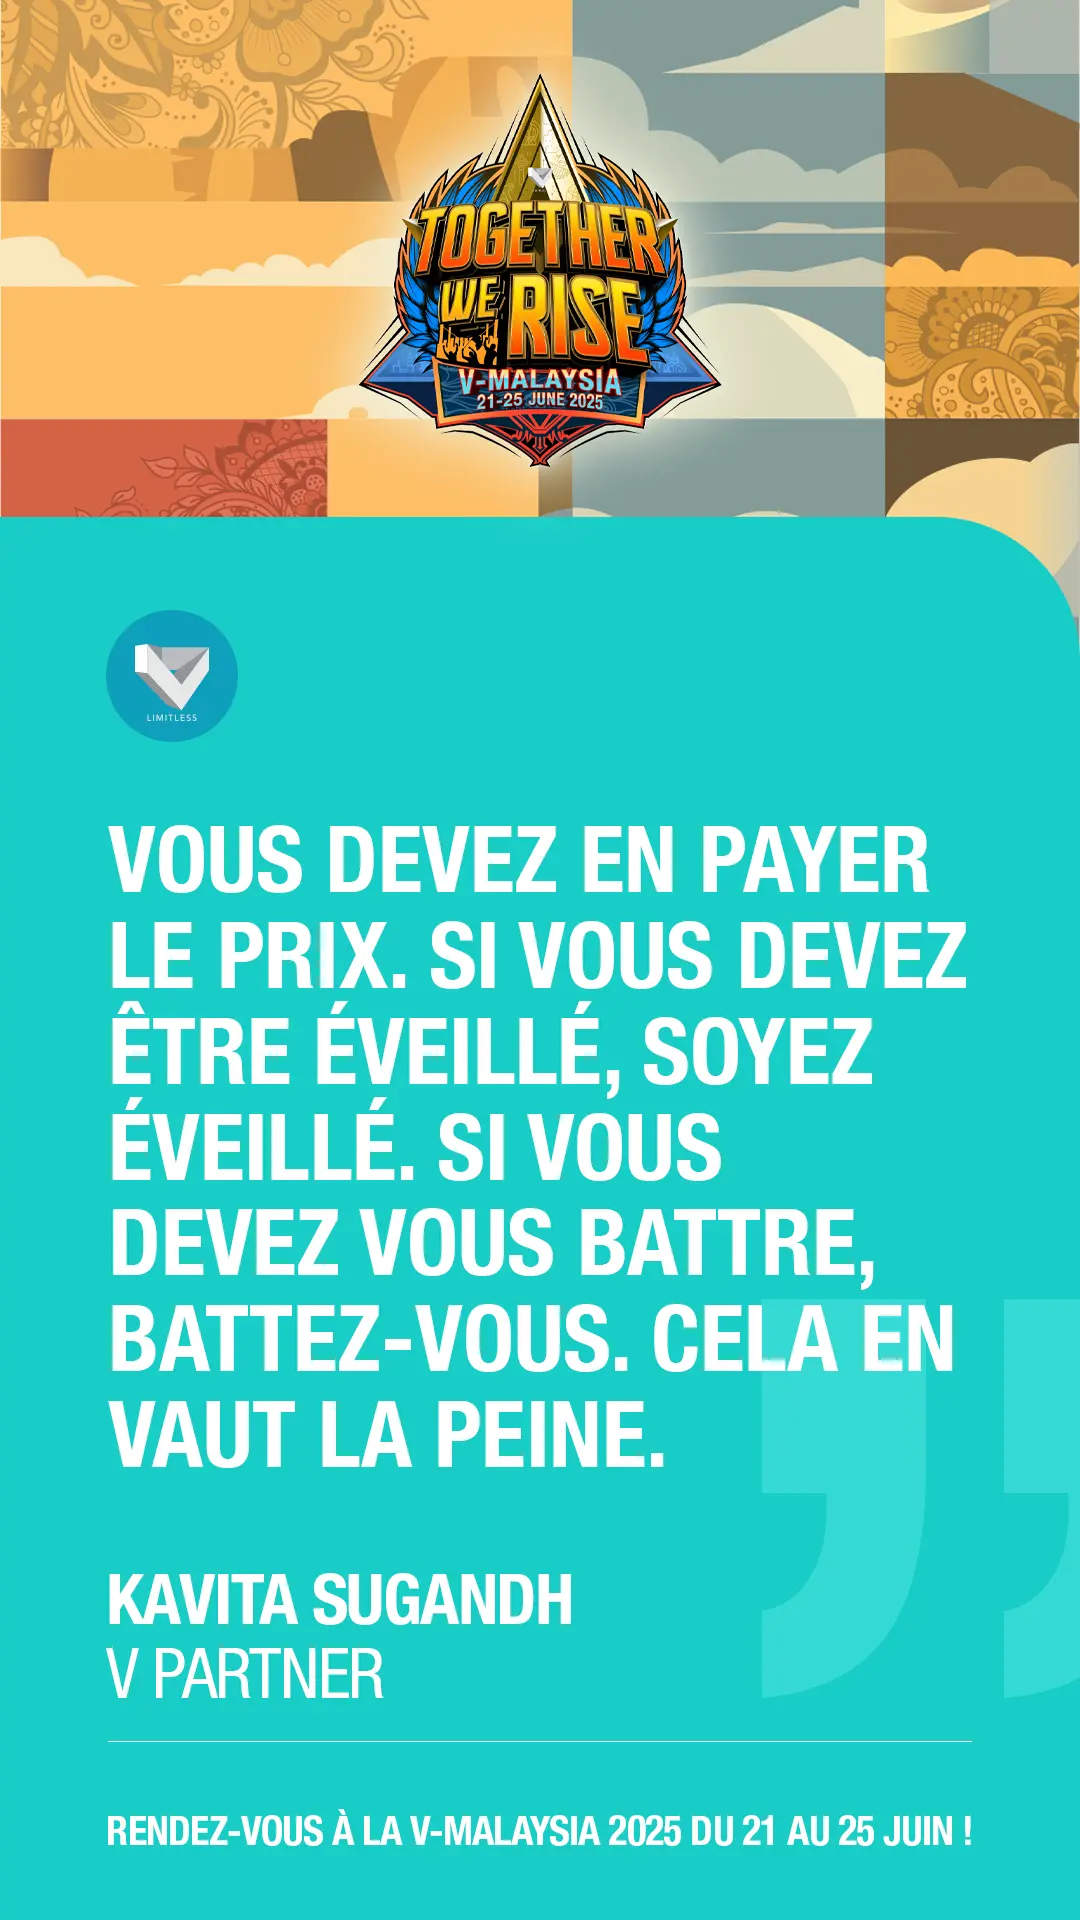 TOGETHER
WE RISE
V-MALAYSIA
21-25 JUNE 2025
LIMITLESS
VOUS DEVEZ EN PAYER
LE PRIX. SI VOUS DEVEZ
ÊTRE ÉVEILLÉ, SOYEZ
ÉVEILLÉ. SI VOUS
DEVEZ VOUS BATTRE,
BATTEZ-VOUS. CELA EN
VAUT LA PEINE.
KAVITA SUGANDH
V PARTNER
RENDEZ-VOUS À LA V-MALAYSIA 2025 DU 21 AU 25 JUIN !